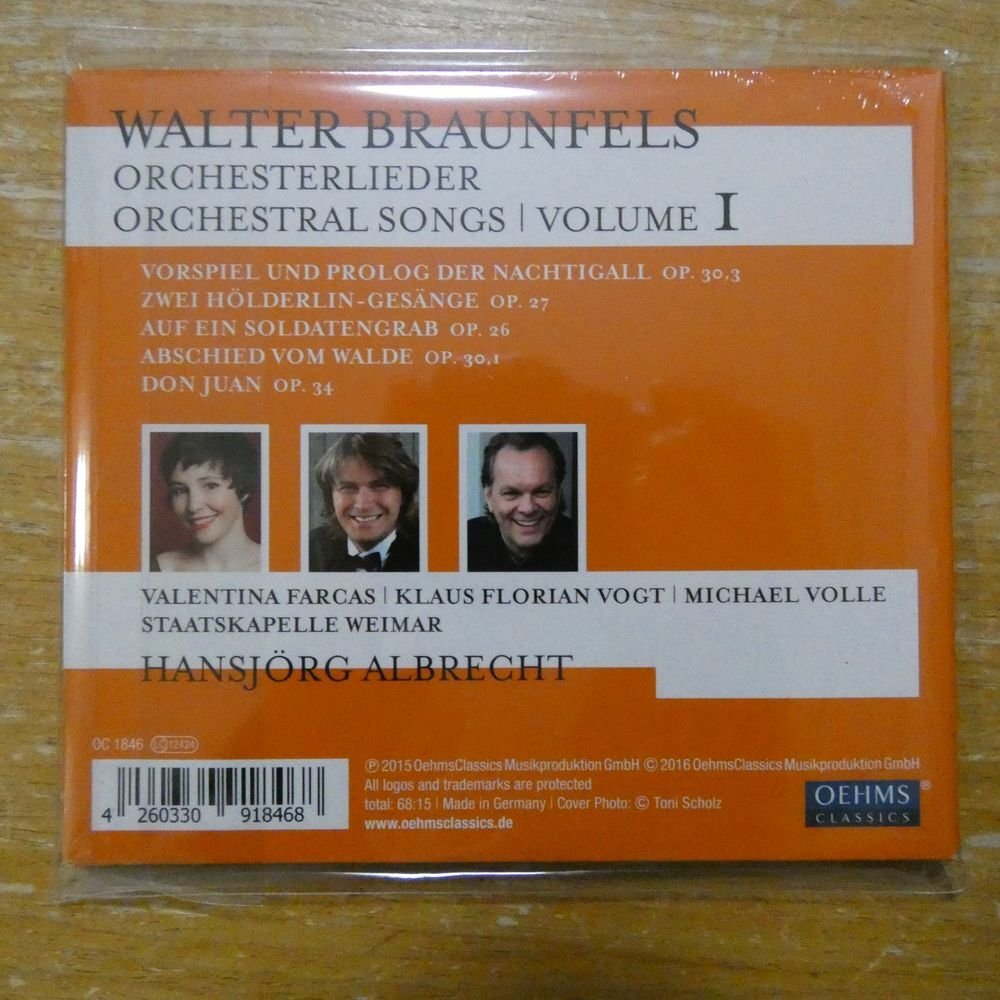 WALTER BRAUNFELS
ORCHESTERLIEDER
ORCHESTRAL SONGS | VOLUME I
VORSPIEL UND PROLOG DER NACHTIGALL OP. 30,3
ZWEI HÖLDERLIN-GESÄNGE OP. 27
AUF EIN SOLDATENGRAB OP. 26
ABSCHIED VOM WALDE OP. 30,1
DON JUAN OP. 34
VALENTINA FARCAS | KLAUS FLORIAN VOGT | MICHAEL VOLLE
STAATSKAPELLE WEIMAR
HANSJÖRG ALBRECHT
OC 1846 LC 12424
℗ 2015 OehmsClassics Musikproduktion GmbH © 2016 OehmsClassics Musikproduktion GmbH
All logos and trademarks are protected
total: 68:15 | Made in Germany | Cover Photo: © Toni Scholz
www.oehmsclassics.de
4 260330 918468
OEHMS ®
CLASSICS